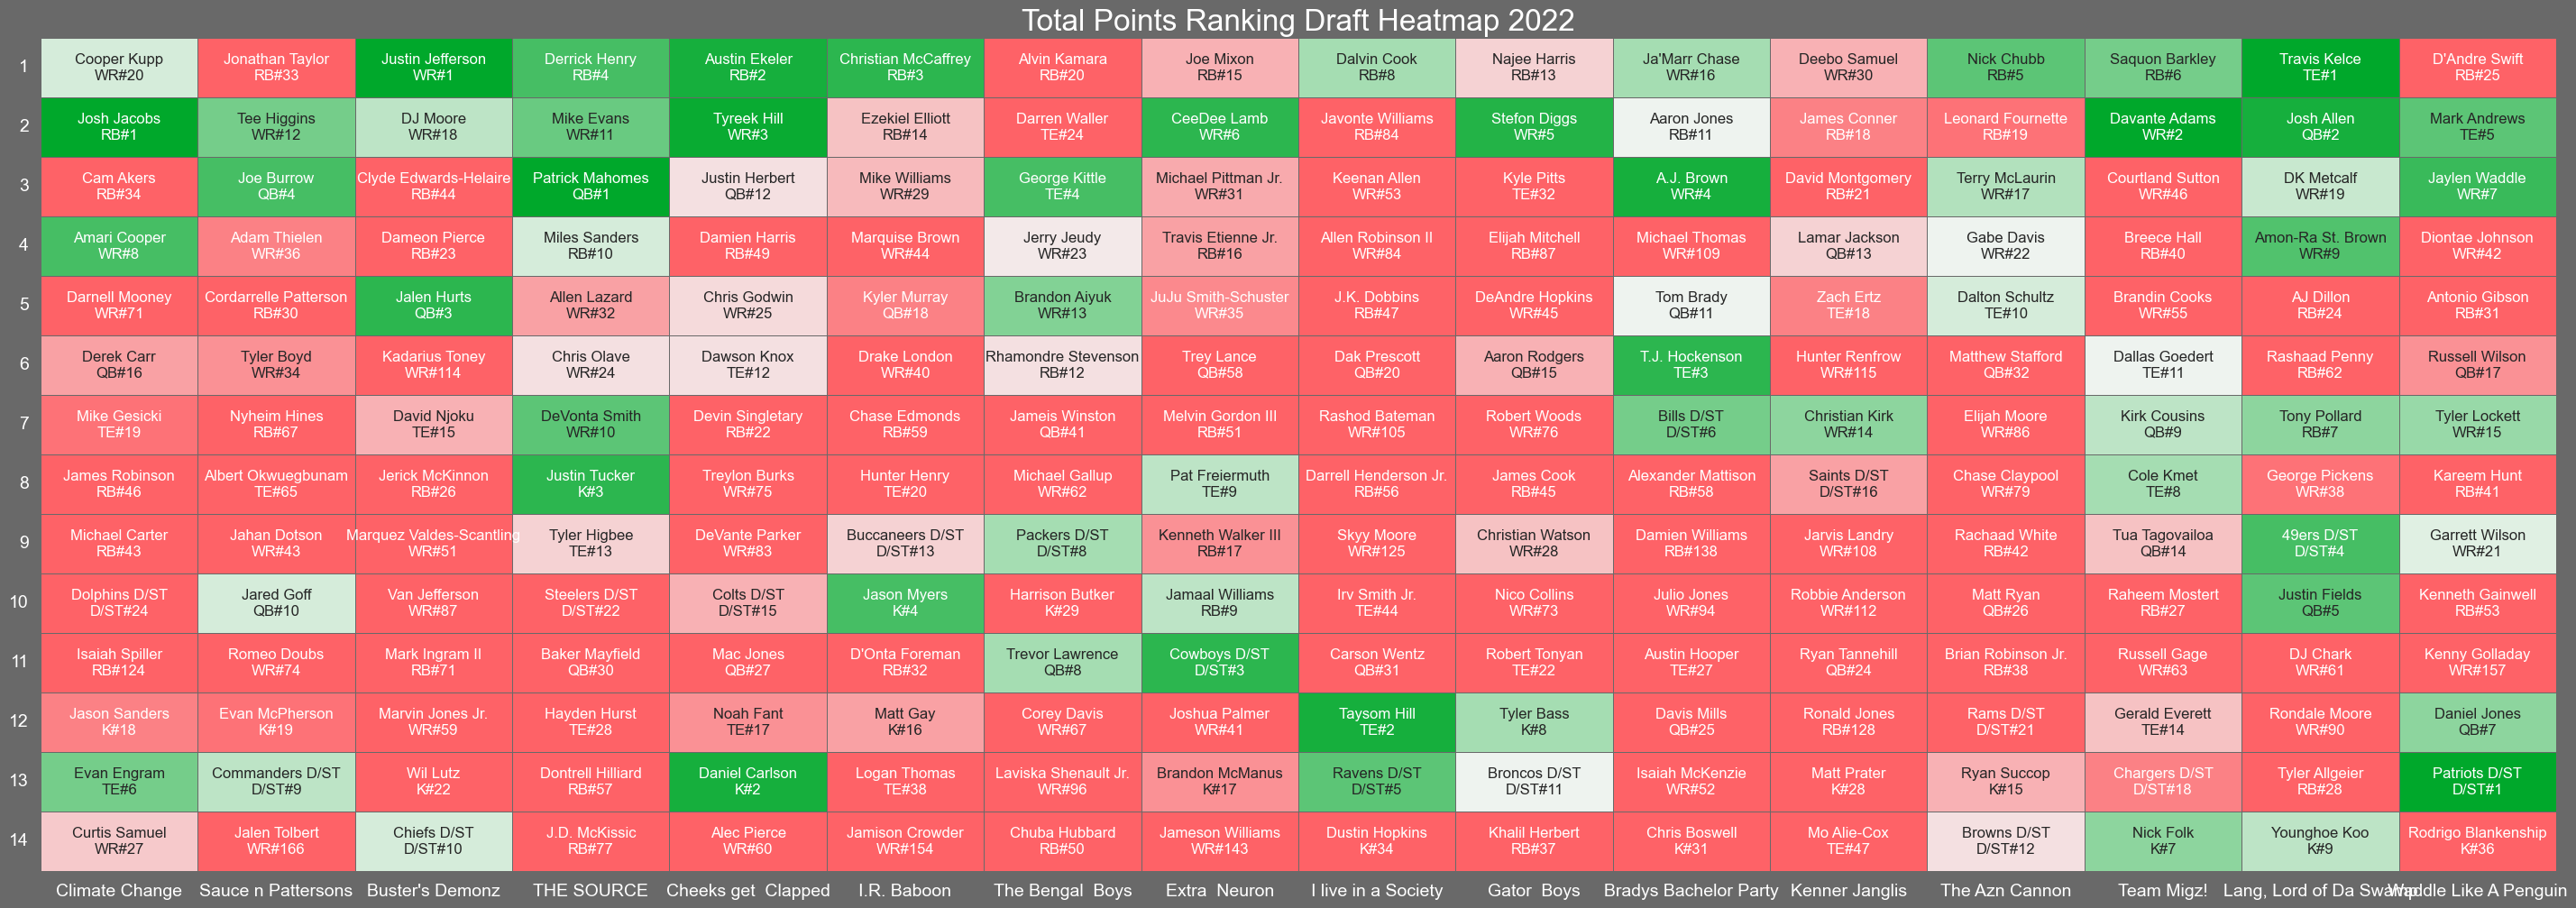 Total Points Ranking Draft Heatmap 2022
1
Cooper Kupp
WR#20
Jonathan Taylor
RB#33
Justin Jefferson
WR#1
Derrick Henry
RB#4
Austin Ekeler
RB#2
Christian McCaffrey
RB#3
Alvin Kamara
RB#20
Joe Mixon
RB#15
Dalvin Cook
RB#8
Najee Harris
RB#13
Ja'Marr Chase
WR#16
Deebo Samuel
WR#30
Nick Chubb
RB#5
Saquon Barkley
RB#6
Travis Kelce
TE#1
D'Andre Swift
RB#25
2
Josh Jacobs
RB#1
Tee Higgins
WR#12
DJ Moore
WR#18
Mike Evans
WR#11
Tyreek Hill
WR#3
Ezekiel Elliott
RB#14
Darren Waller
TE#24
CeeDee Lamb
WR#6
Javonte Williams
RB#84
Stefon Diggs
WR#5
Aaron Jones
RB#11
James Conner
RB#18
Leonard Fournette
RB#19
Davante Adams
WR#2
Josh Allen
QB#2
Mark Andrews
TE#5
3
Cam Akers
RB#34
Joe Burrow
QB#4
Clyde Edwards-Helaire
RB#44
Patrick Mahomes
QB#1
Justin Herbert
QB#12
Mike Williams
WR#29
George Kittle
TE#4
Michael Pittman Jr.
WR#31
Keenan Allen
WR#53
Kyle Pitts
TE#32
A.J. Brown
WR#4
David Montgomery
RB#21
Terry McLaurin
WR#17
Courtland Sutton
WR#46
DK Metcalf
WR#19
Jaylen Waddle
WR#7
4
Amari Cooper
WR#8
Adam Thielen
WR#36
Dameon Pierce
RB#23
Miles Sanders
RB#10
Damien Harris
RB#49
Marquise Brown
WR#44
Jerry Jeudy
WR#23
Travis Etienne Jr.
RB#16
Allen Robinson II
WR#84
Elijah Mitchell
RB#87
Michael Thomas
WR#109
Lamar Jackson
QB#13
Gabe Davis
WR#22
Breece Hall
RB#40
Amon-Ra St. Brown
WR#9
Diontae Johnson
WR#42
5
Darnell Mooney
WR#71
Cordarrelle Patterson
RB#30
Jalen Hurts
QB#3
Allen Lazard
WR#32
Chris Godwin
WR#25
Kyler Murray
QB#18
Brandon Aiyuk
WR#13
JuJu Smith-Schuster
WR#35
J.K. Dobbins
RB#47
DeAndre Hopkins
WR#45
Tom Brady
QB#11
Zach Ertz
TE#18
Dalton Schultz
TE#10
Brandin Cooks
WR#55
AJ Dillon
RB#24
Antonio Gibson
RB#31
6
Derek Carr
QB#16
Tyler Boyd
WR#34
Kadarius Toney
WR#114
Chris Olave
WR#24
Dawson Knox
TE#12
Drake London
WR#40
Rhamondre Stevenson
RB#12
Trey Lance
QB#58
Dak Prescott
QB#20
Aaron Rodgers
QB#15
T.J. Hockenson
TE#3
Hunter Renfrow
WR#115
Matthew Stafford
QB#32
Dallas Goedert
TE#11
Rashaad Penny
RB#62
Russell Wilson
QB#17
7
Mike Gesicki
TE#19
Nyheim Hines
RB#67
David Njoku
TE#15
DeVonta Smith
WR#10
Devin Singletary
RB#22
Chase Edmonds
RB#59
Jameis Winston
QB#41
Melvin Gordon III
RB#51
Rashod Bateman
WR#105
Robert Woods
WR#76
Bills D/ST
D/ST#6
Christian Kirk
WR#14
Elijah Moore
WR#86
Kirk Cousins
QB#9
Tony Pollard
RB#7
Tyler Lockett
WR#15
8
James Robinson
RB#46
Albert Okwuegbunam
TE#65
Jerick McKinnon
RB#26
Justin Tucker
K#3
Treylon Burks
WR#75
Hunter Henry
TE#20
Michael Gallup
WR#62
Pat Freiermuth
TE#9
Darrell Henderson Jr.
RB#56
James Cook
RB#45
Alexander Mattison
RB#58
Saints D/ST
D/ST#16
Chase Claypool
WR#79
Cole Kmet
TE#8
George Pickens
WR#38
Kareem Hunt
RB#41
9
Michael Carter
RB#43
Jahan Dotson
WR#43
Marquez Valdes-Scantling
WR#51
Tyler Higbee
TE#13
DeVante Parker
WR#83
Buccaneers D/ST
D/ST#13
Packers D/ST
D/ST#8
Kenneth Walker III
RB#17
Skyy Moore
WR#125
Christian Watson
WR#28
Damien Williams
RB#138
Jarvis Landry
WR#108
Rachaad White
RB#42
Tua Tagovailoa
QB#14
49ers D/ST
D/ST#4
Garrett Wilson
WR#21
10
Dolphins D/ST
D/ST#24
Jared Goff
QB#10
Van Jefferson
WR#87
Steelers D/ST
D/ST#22
Colts D/ST
D/ST#15
Jason Myers
K#4
Harrison Butker
K#29
Jamaal Williams
RB#9
Irv Smith Jr.
TE#44
Nico Collins
WR#73
Julio Jones
WR#94
Robbie Anderson
WR#112
Matt Ryan
QB#26
Raheem Mostert
RB#27
Justin Fields
QB#5
Kenneth Gainwell
RB#53
11
Isaiah Spiller
RB#124
Romeo Doubs
WR#74
Mark Ingram II
RB#71
Baker Mayfield
QB#30
Mac Jones
QB#27
D'Onta Foreman
RB#32
Trevor Lawrence
QB#8
Cowboys D/ST
D/ST#3
Carson Wentz
QB#31
Robert Tonyan
TE#22
Austin Hooper
TE#27
Ryan Tannehill
QB#24
Brian Robinson Jr.
RB#38
Russell Gage
WR#63
DJ Chark
WR#61
Kenny Golladay
WR#157
12
Jason Sanders
K#18
Evan McPherson
K#19
Marvin Jones Jr.
WR#59
Hayden Hurst
TE#28
Noah Fant
TE#17
Matt Gay
K#16
Corey Davis
WR#67
Joshua Palmer
WR#41
Taysom Hill
TE#2
Tyler Bass
K#8
Davis Mills
QB#25
Ronald Jones
RB#128
Rams D/ST
D/ST#21
Gerald Everett
TE#14
Rondale Moore
WR#90
Daniel Jones
QB#7
13
Evan Engram
TE#6
Commanders D/ST
D/ST#9
Wil Lutz
K#22
Dontrell Hilliard
RB#57
Daniel Carlson
K#2
Logan Thomas
TE#38
Laviska Shenault Jr.
WR#96
Brandon McManus
K#17
Ravens D/ST
D/ST#5
Broncos D/ST
D/ST#11
Isaiah McKenzie
WR#52
Matt Prater
K#28
Ryan Succop
K#15
Chargers D/ST
D/ST#18
Tyler Allgeier
RB#28
Patriots D/ST
D/ST#1
14
Curtis Samuel
WR#27
Jalen Tolbert
WR#166
Chiefs D/ST
D/ST#10
J.D. McKissic
RB#77
Alec Pierce
WR#60
Jamison Crowder
WR#154
Chuba Hubbard
RB#50
Jameson Williams
WR#143
Dustin Hopkins
K#34
Khalil Herbert
RB#37
Chris Boswell
K#31
Mo Alie-Cox
TE#47
Browns D/ST
D/ST#12
Nick Folk
K#7
Younghoe Koo
K#9
Rodrigo Blankenship
K#36
Climate Change
Sauce n Pattersons
Buster's Demonz
THE SOURCE
Cheeks get  Clapped
I.R. Baboon
The Bengal  Boys
Extra  Neuron
I live in a Society
Gator  Boys
Bradys Bachelor Party
Kenner Janglis
The Azn Cannon
Team Migz!
Lang, Lord of Da Swamp
Waddle Like A Penguin